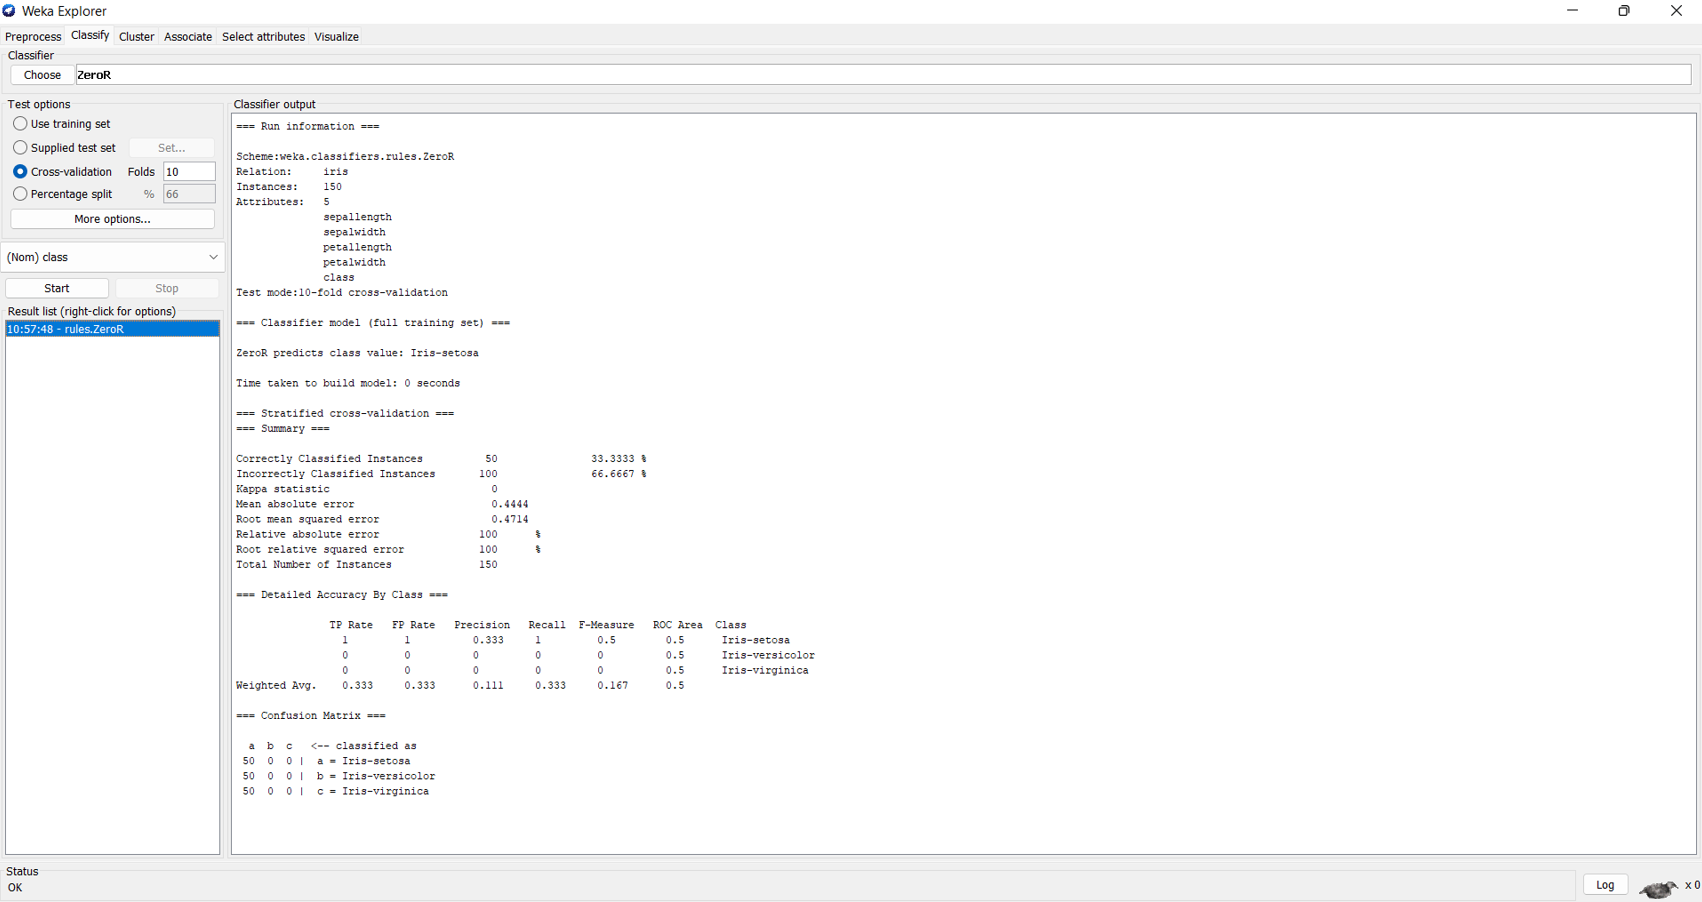 Weka Explorer
Preprocess Classify Cluster Associate Select attributes Visualize
Classifier
Choose ZeroR
Test options
Use training set
Supplied test set Set...
Cross-validation Folds 10
Percentage split % 66
More options...
(Nom) class
Start Stop
Result list (right-click for options)
10:57:48 - rules.ZeroR
Classifier output
=== Run information ===
Scheme:weka.classifiers.rules.ZeroR
Relation: iris
Instances: 150
Attributes: 5
sepallength
sepalwidth
petallength
petalwidth
class
Test mode:10-fold cross-validation
=== Classifier model (full training set) ===
ZeroR predicts class value: Iris-setosa
Time taken to build model: 0 seconds
=== Stratified cross-validation ===
=== Summary ===
Correctly Classified Instances 50 33.3333 %
Incorrectly Classified Instances 100 66.6667 %
Kappa statistic 0
Mean absolute error 0.4444
Root mean squared error 0.4714
Relative absolute error 100 %
Root relative squared error 100 %
Total Number of Instances 150
=== Detailed Accuracy By Class ===
TP Rate FP Rate Precision Recall F-Measure ROC Area Class
1 1 0.333 1 0.5 0.5 Iris-setosa
0 0 0 0 0 0.5 Iris-versicolor
0 0 0 0 0 0.5 Iris-virginica
Weighted Avg. 0.333 0.333 0.111 0.333 0.167 0.5
=== Confusion Matrix ===
a b c <-- classified as
50 0 0 | a = Iris-setosa
50 0 0 | b = Iris-versicolor
50 0 0 | c = Iris-virginica
Status
OK
Log x 0